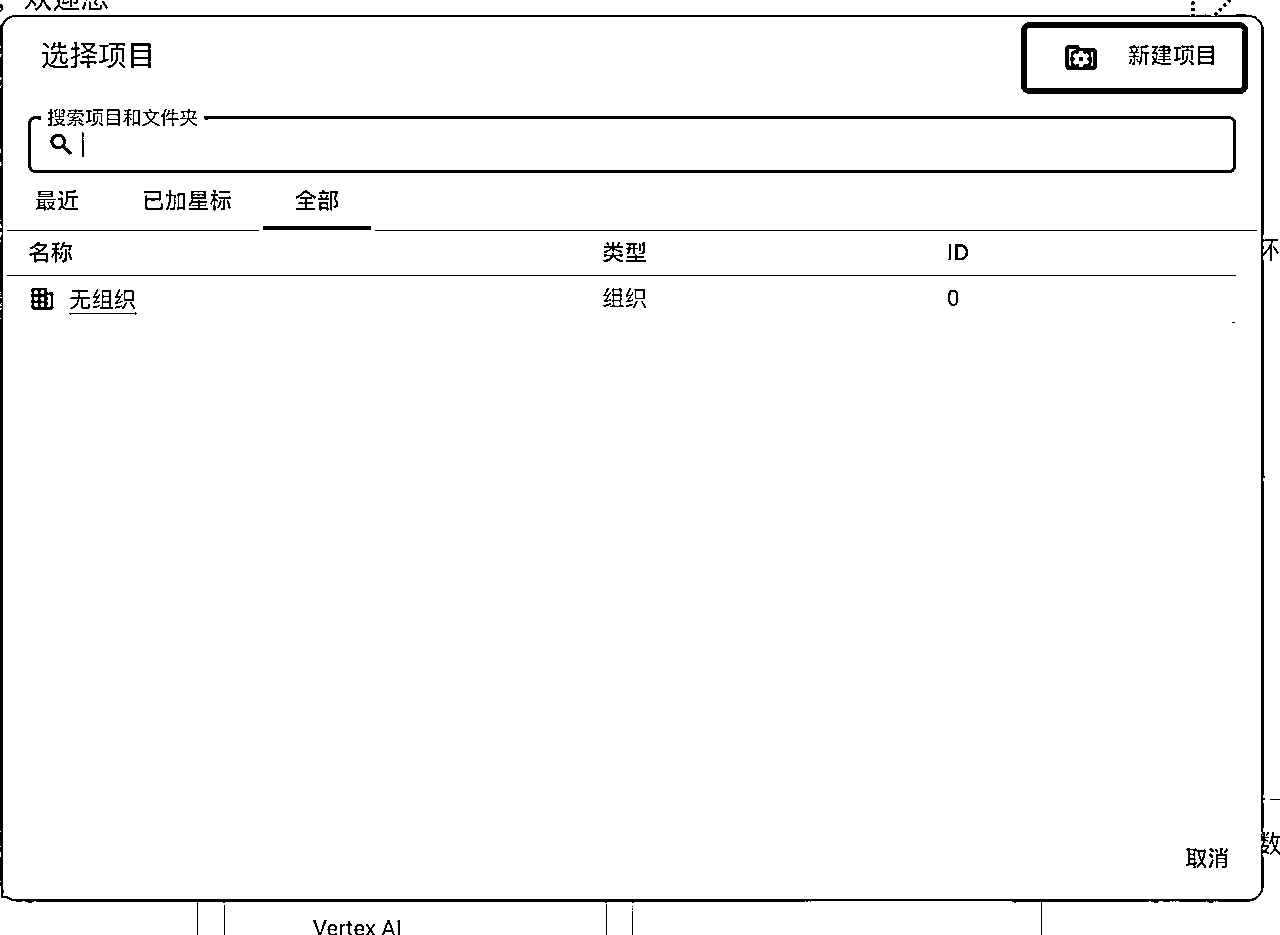 ，欢迎您
选择项目
新建项目
搜索项目和文件夹
最近 已加星标 全部
名称 类型 ID
无组织 组织 0
取消
数
Vertex AI